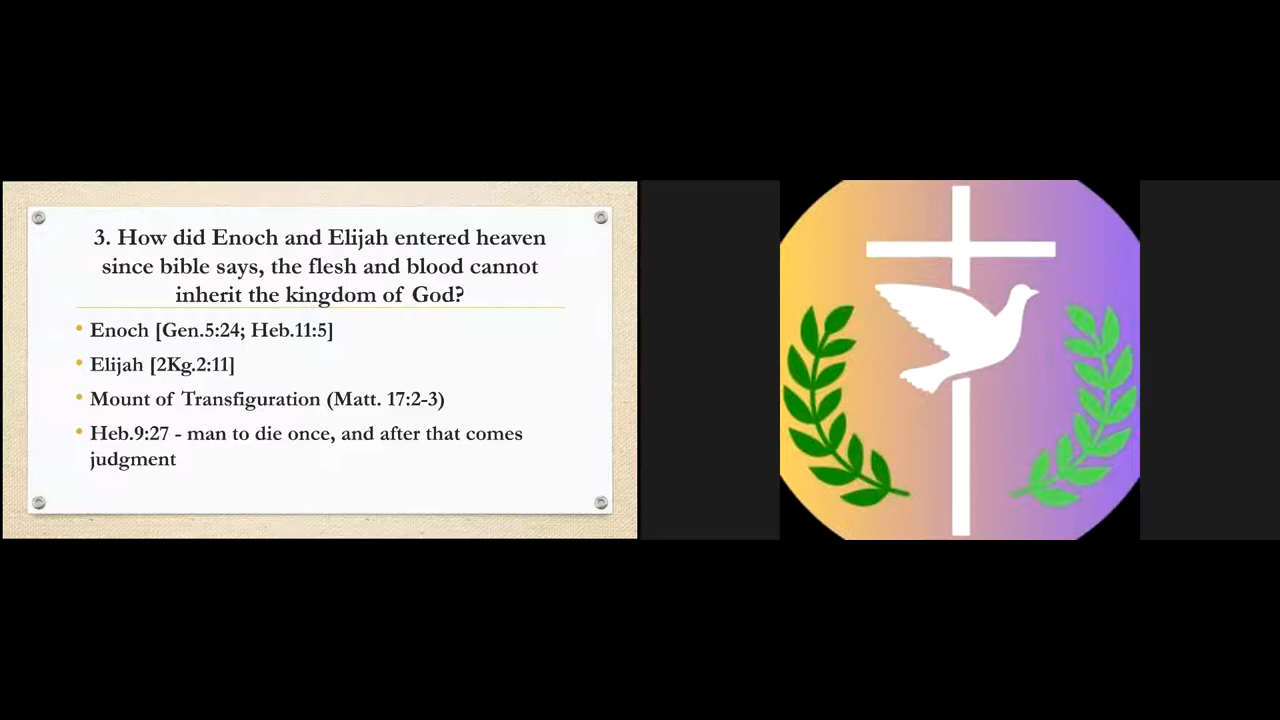 3. How did Enoch and Elijah entered heaven
since bible says, the flesh and blood cannot
inherit the kingdom of God?
• Enoch [Gen.5:24; Heb.11:5]
• Elijah [2Kg.2:11]
• Mount of Transfiguration (Matt. 17:2-3)
• Heb.9:27 - man to die once, and after that comes
judgment